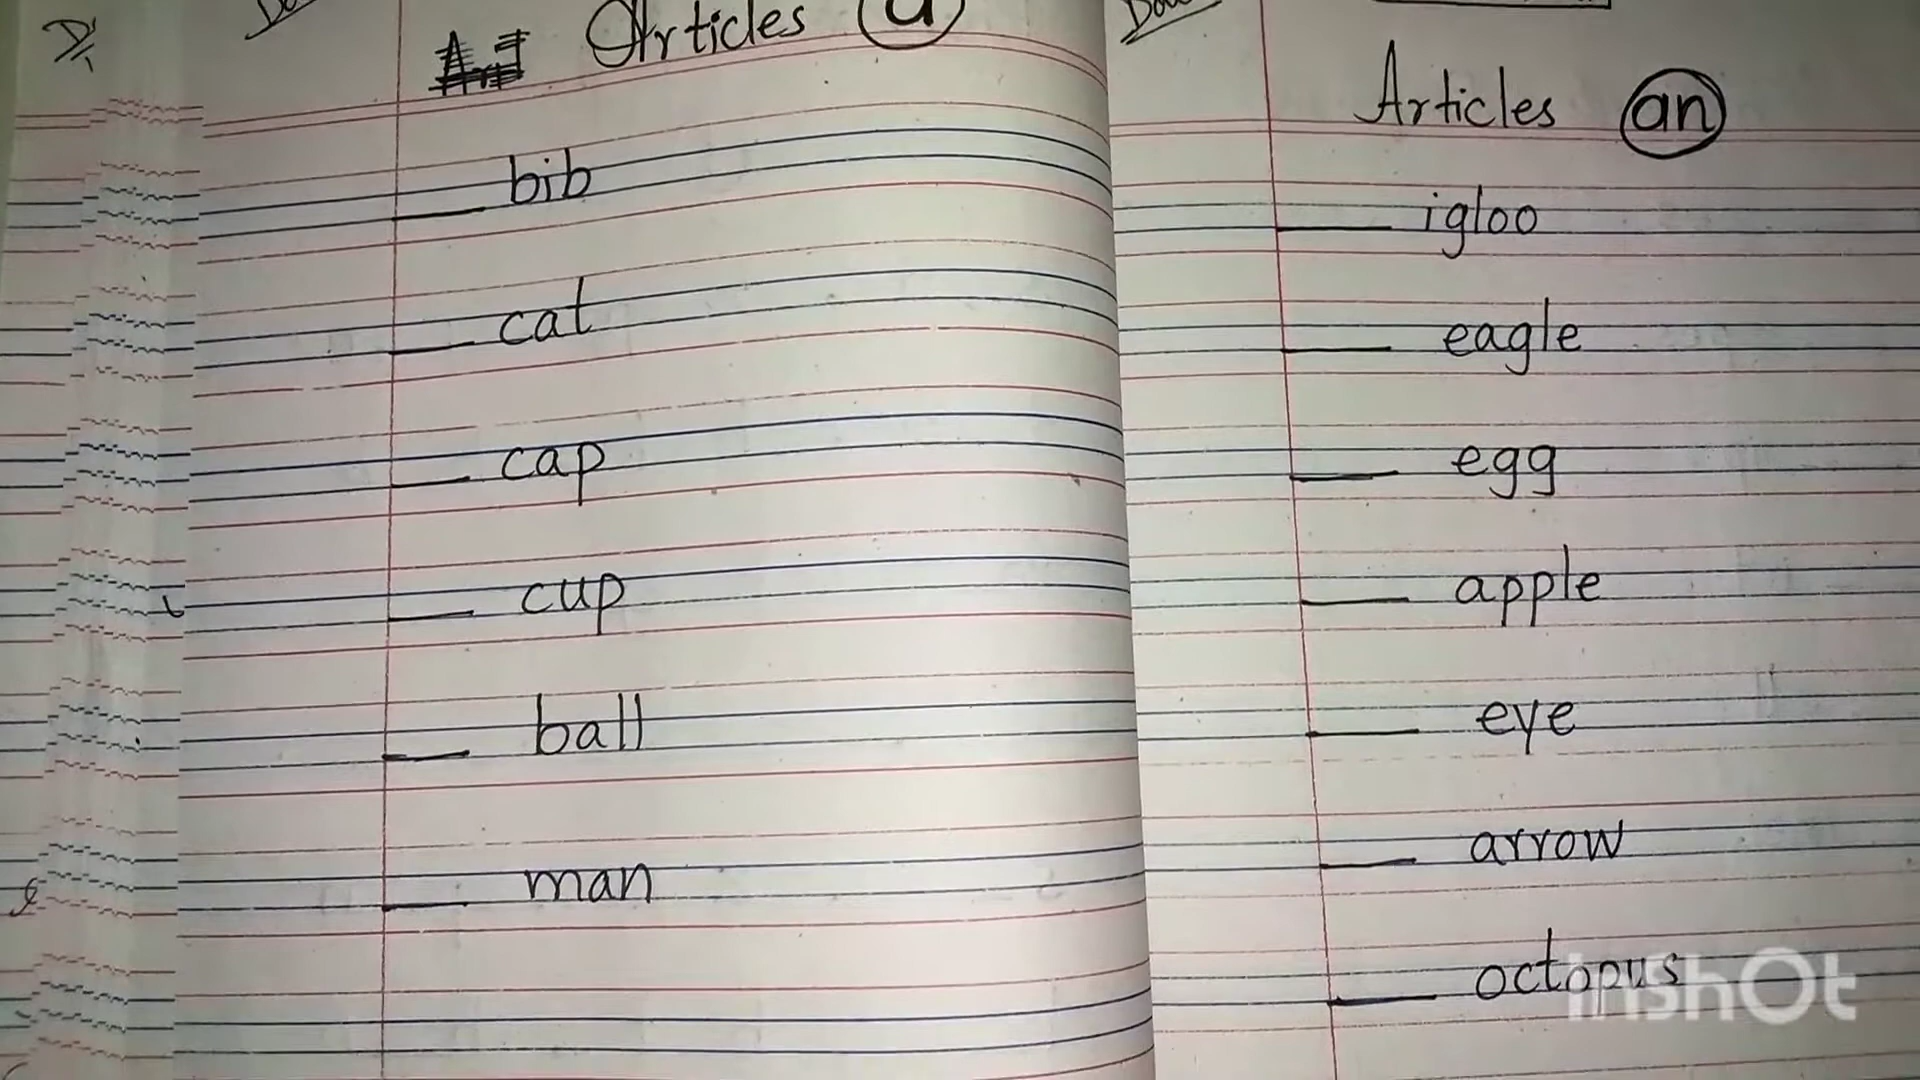 Articles a
___ bib
___ cat
___ cap
___ cup
___ ball
___ man
Articles an
___ igloo
___ eagle
___ egg
___ apple
___ eye
___ arrow
___ octopus
inshOt